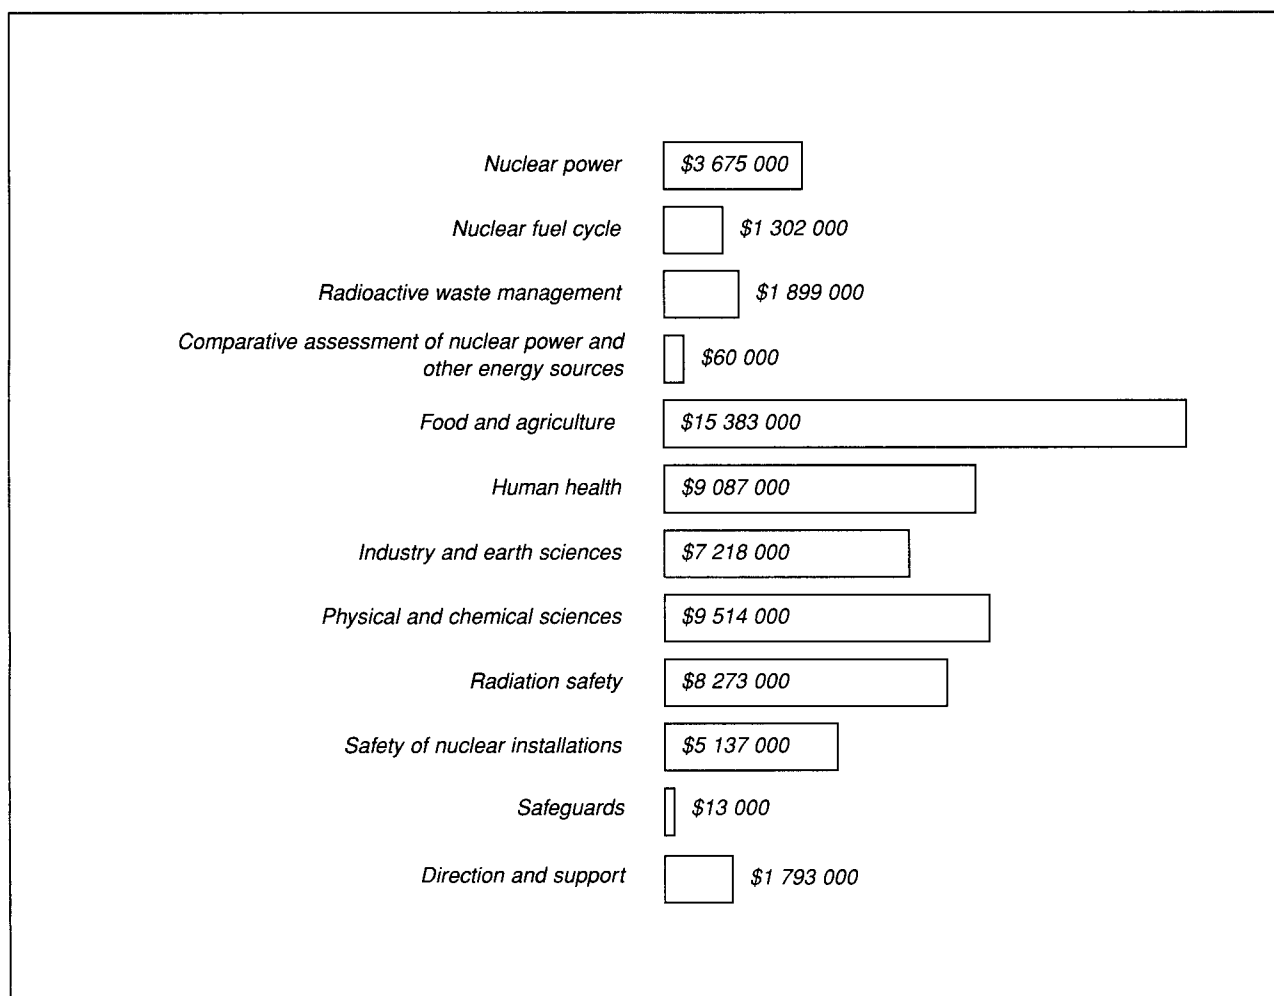 Nuclear power $3 675 000
Nuclear fuel cycle $1 302 000
Radioactive waste management $1 899 000
Comparative assessment of nuclear power and
other energy sources $60 000
Food and agriculture $15 383 000
Human health $9 087 000
Industry and earth sciences $7 218 000
Physical and chemical sciences $9 514 000
Radiation safety $8 273 000
Safety of nuclear installations $5 137 000
Safeguards $13 000
Direction and support $1 793 000